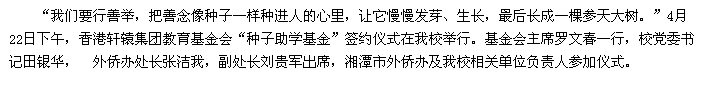 “我们要行善举，把善念像种子一样种进人的心里，让它慢慢发芽、生长，最后长成一棵参天大树。”4月
22日下午，香港轩辕集团教育基金会“种子助学基金”签约仪式在我校举行。基金会主席罗文春一行，校党委书
记田银华， 外侨办处长张洁我，副处长刘贵军出席，湘潭市外侨办及我校相关单位负责人参加仪式。